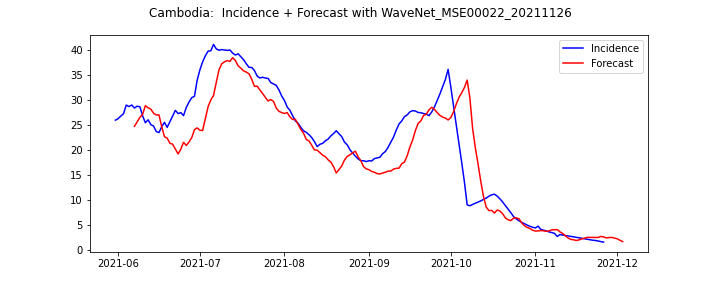 Cambodia:  Incidence + Forecast with WaveNet_MSE00022_20211126
Incidence
Forecast
40
35
30
25
20
15
10
5
0
2021-06 2021-07 2021-08 2021-09 2021-10 2021-11 2021-12